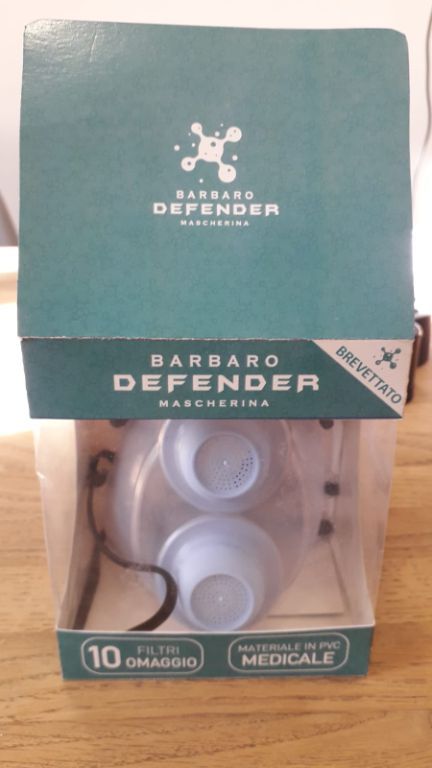 BARBARO
DEFENDER
MASCHERINA
BARBARO
DEFENDER
MASCHERINA
BREVETTATO
10 FILTRI
OMAGGIO
MATERIALE IN PVC
MEDICALE